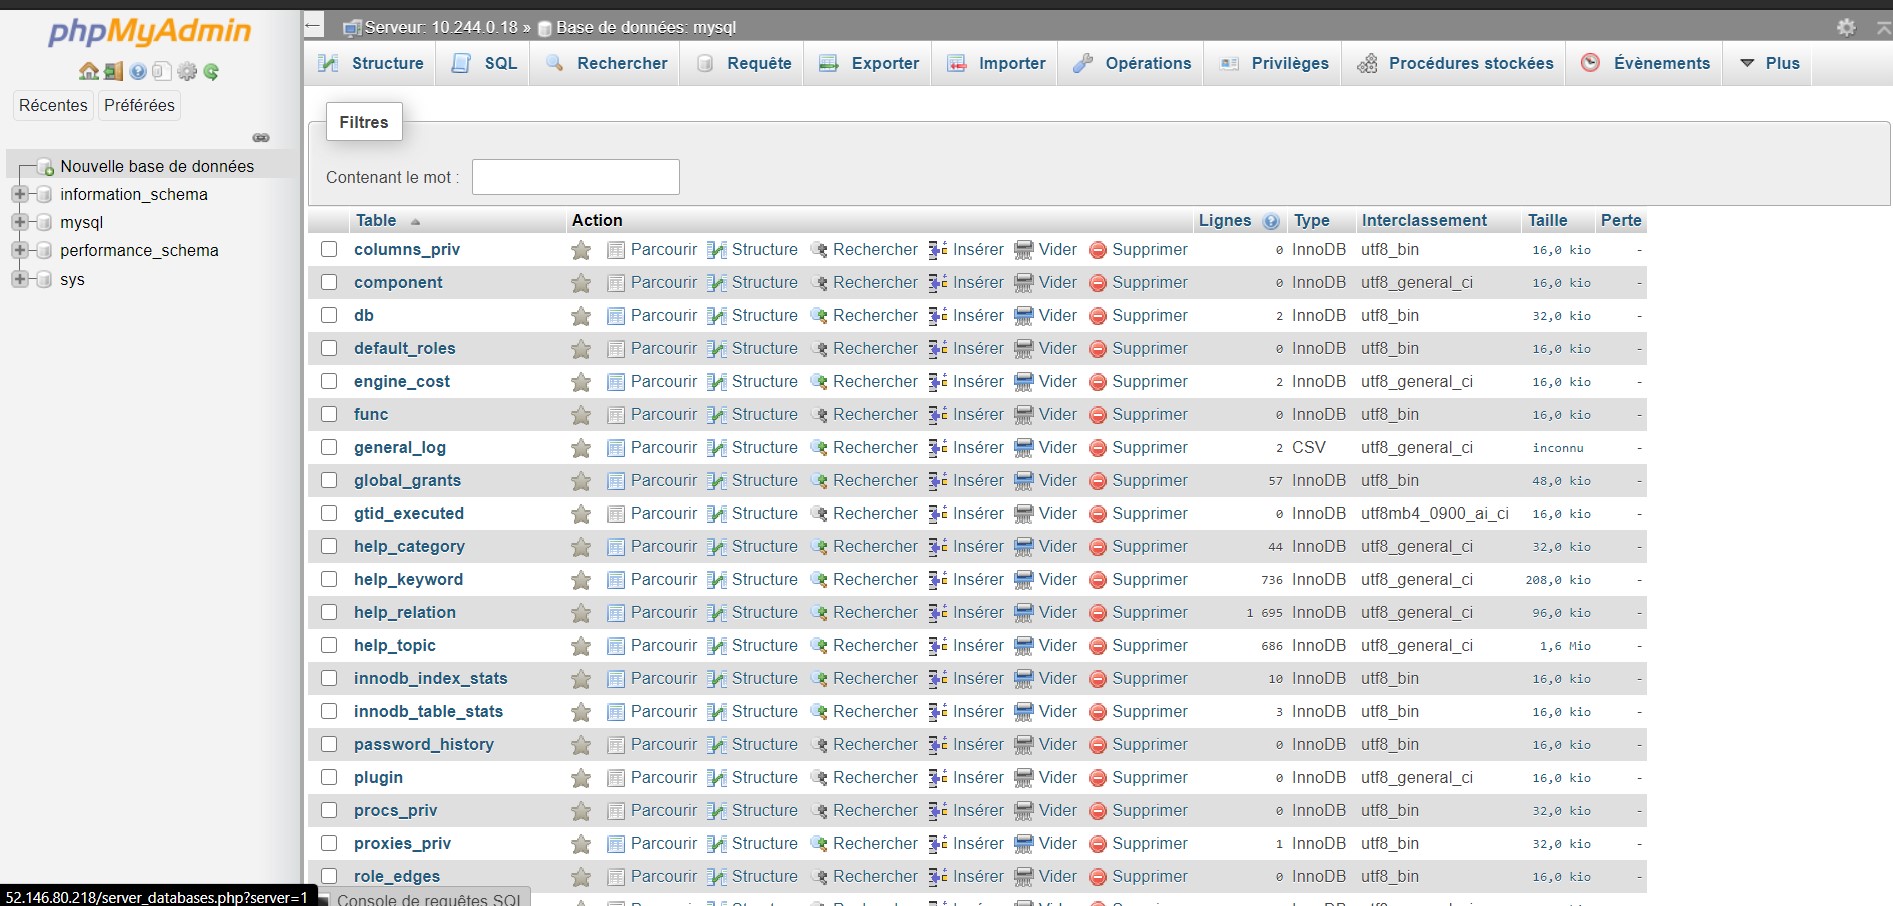 phpMyAdmin
Récentes Préférées
Nouvelle base de données
information_schema
mysql
performance_schema
sys
Serveur: 10.244.0.18 » Base de données: mysql
Structure SQL Rechercher Requête Exporter Importer Opérations Privilèges Procédures stockées Évènements Plus
Filtres
Contenant le mot :
Table Action Lignes Type Interclassement Taille Perte
columns_priv Parcourir Structure Rechercher Insérer Vider Supprimer 0 InnoDB utf8_bin 16,0 kio -
component Parcourir Structure Rechercher Insérer Vider Supprimer 0 InnoDB utf8_general_ci 16,0 kio -
db Parcourir Structure Rechercher Insérer Vider Supprimer 2 InnoDB utf8_bin 32,0 kio -
default_roles Parcourir Structure Rechercher Insérer Vider Supprimer 0 InnoDB utf8_bin 16,0 kio -
engine_cost Parcourir Structure Rechercher Insérer Vider Supprimer 2 InnoDB utf8_general_ci 16,0 kio -
func Parcourir Structure Rechercher Insérer Vider Supprimer 0 InnoDB utf8_bin 16,0 kio -
general_log Parcourir Structure Rechercher Insérer Vider Supprimer 2 CSV utf8_general_ci inconnu -
global_grants Parcourir Structure Rechercher Insérer Vider Supprimer 57 InnoDB utf8_bin 48,0 kio -
gtid_executed Parcourir Structure Rechercher Insérer Vider Supprimer 0 InnoDB utf8mb4_0900_ai_ci 16,0 kio -
help_category Parcourir Structure Rechercher Insérer Vider Supprimer 44 InnoDB utf8_general_ci 32,0 kio -
help_keyword Parcourir Structure Rechercher Insérer Vider Supprimer 736 InnoDB utf8_general_ci 208,0 kio -
help_relation Parcourir Structure Rechercher Insérer Vider Supprimer 1 695 InnoDB utf8_general_ci 96,0 kio -
help_topic Parcourir Structure Rechercher Insérer Vider Supprimer 686 InnoDB utf8_general_ci 1,6 Mio -
innodb_index_stats Parcourir Structure Rechercher Insérer Vider Supprimer 10 InnoDB utf8_bin 16,0 kio -
innodb_table_stats Parcourir Structure Rechercher Insérer Vider Supprimer 3 InnoDB utf8_bin 16,0 kio -
password_history Parcourir Structure Rechercher Insérer Vider Supprimer 0 InnoDB utf8_bin 16,0 kio -
plugin Parcourir Structure Rechercher Insérer Vider Supprimer 0 InnoDB utf8_general_ci 16,0 kio -
procs_priv Parcourir Structure Rechercher Insérer Vider Supprimer 0 InnoDB utf8_bin 32,0 kio -
proxies_priv Parcourir Structure Rechercher Insérer Vider Supprimer 1 InnoDB utf8_bin 32,0 kio -
role_edges Parcourir Structure Rechercher Insérer Vider Supprimer 0 InnoDB utf8_bin 16,0 kio -
52.146.80.218/server_databases.php?server=1
Console de requêtes SQL